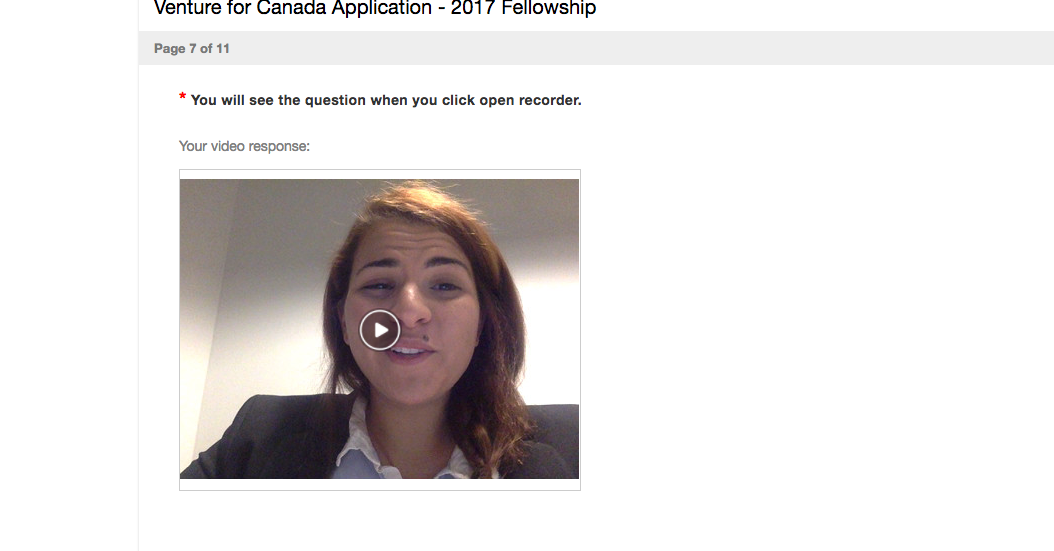 Venture for Canada Application - 2017 Fellowship
Page 7 of 11
* You will see the question when you click open recorder.
Your video response: